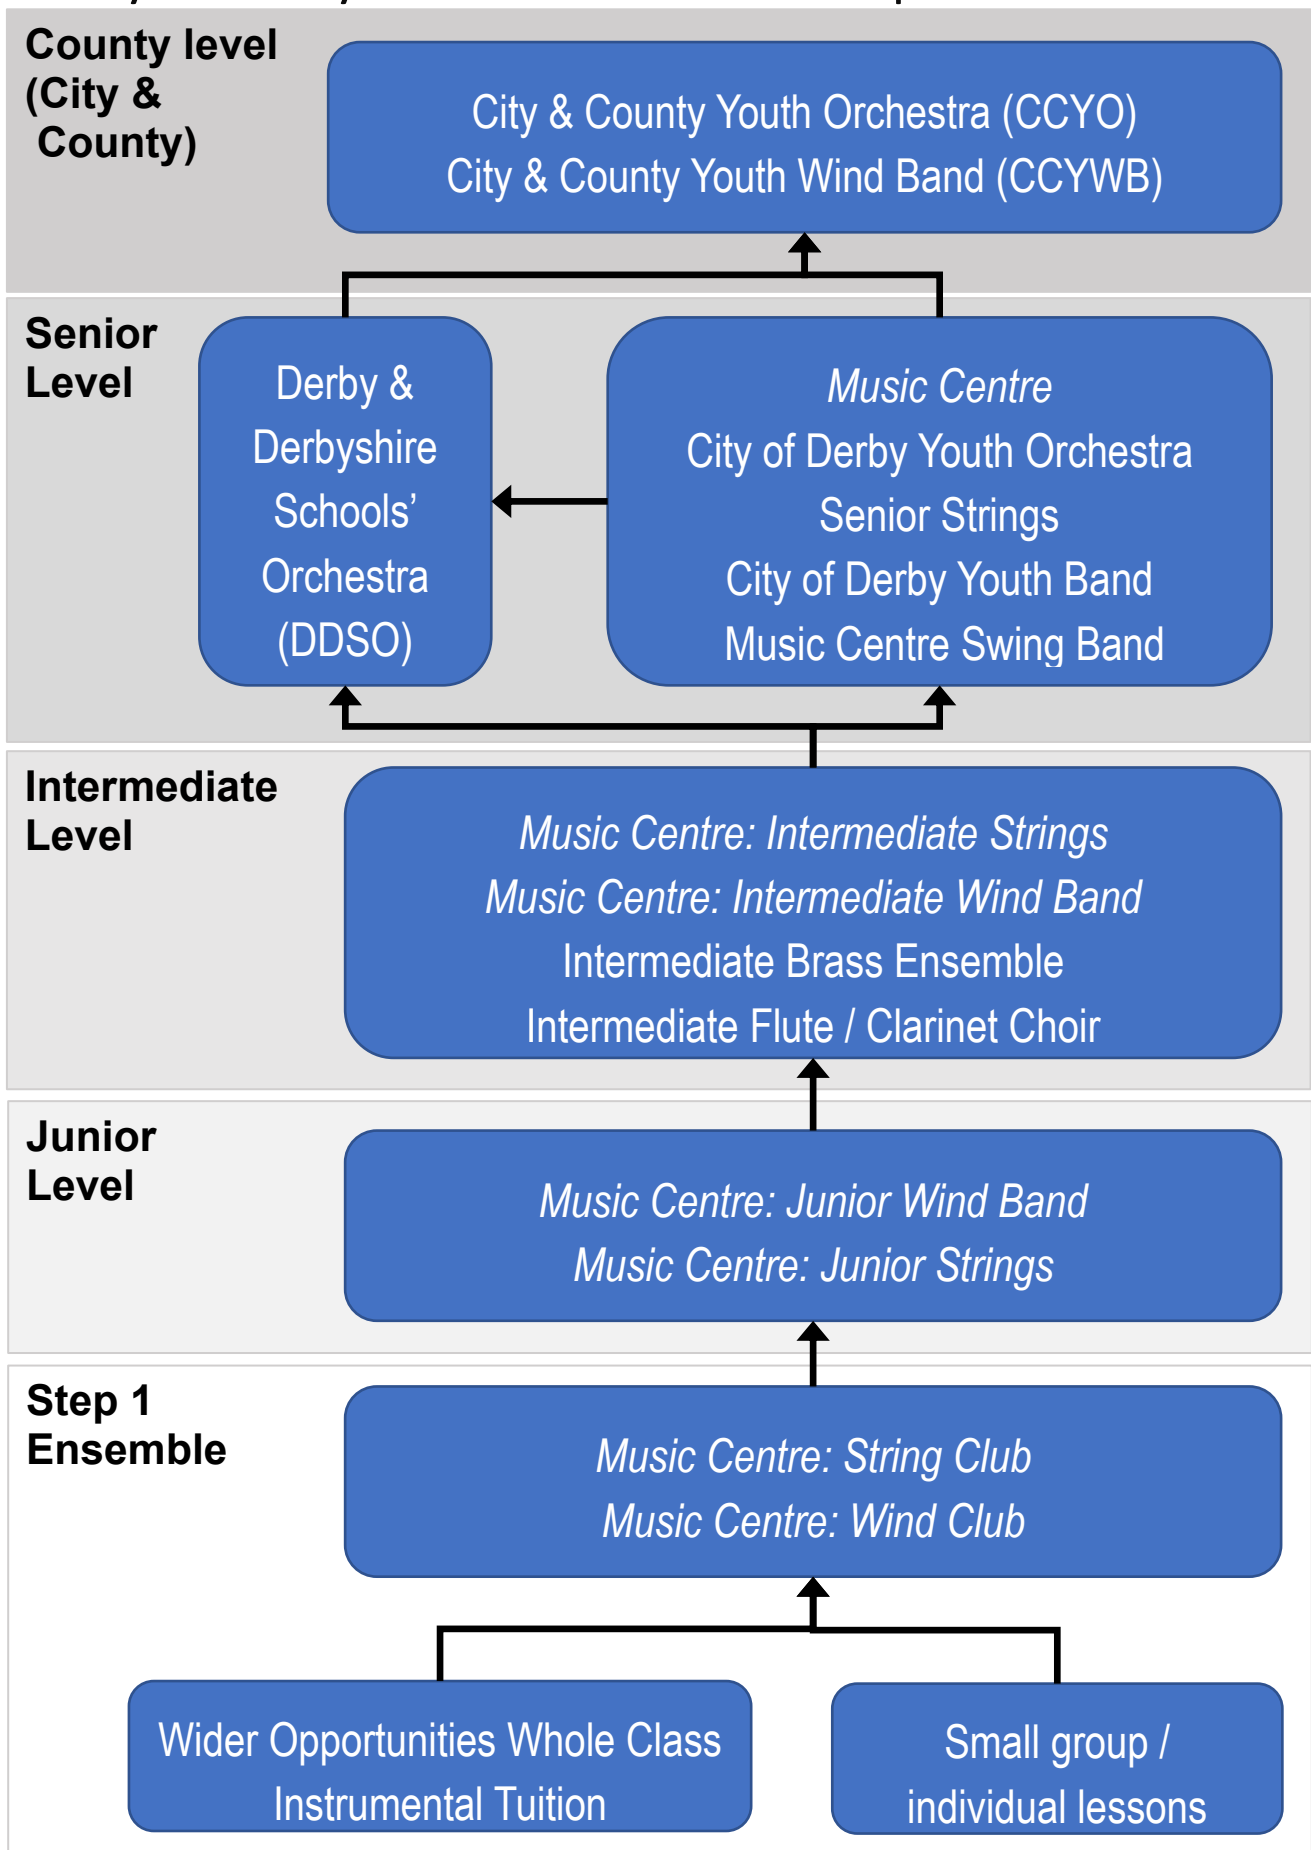 County level
(City &
County)
City & County Youth Orchestra (CCYO)
City & County Youth Wind Band (CCYWB)
Senior
Level
Derby &
Derbyshire
Schools’
Orchestra
(DDSO)
Music Centre
City of Derby Youth Orchestra
Senior Strings
City of Derby Youth Band
Music Centre Swing Band
Intermediate
Level
Music Centre: Intermediate Strings
Music Centre: Intermediate Wind Band
Intermediate Brass Ensemble
Intermediate Flute / Clarinet Choir
Junior
Level
Music Centre: Junior Wind Band
Music Centre: Junior Strings
Step 1
Ensemble
Music Centre: String Club
Music Centre: Wind Club
Wider Opportunities Whole Class
Instrumental Tuition
Small group /
individual lessons